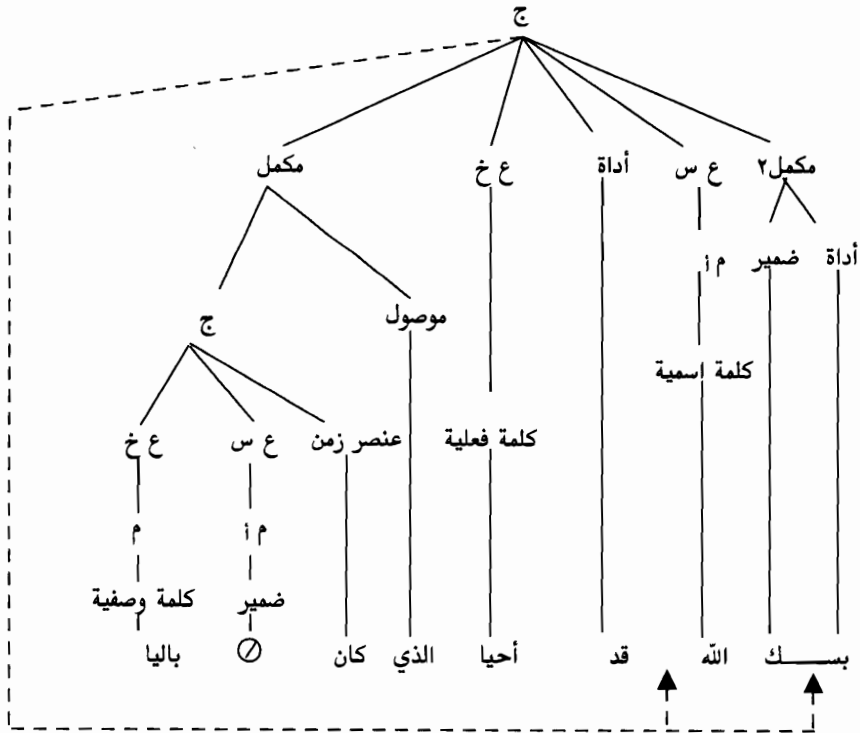 ج
مكمل٢ ع س أداة ع خ مكمل
أداة ضمير م أ
موصول ج
كلمة اسمية
كلمة فعلية عنصر زمن ع س ع خ
م أ م
ضمير كلمة وصفية
بـــك الله قد أحيا الذي كان ∅ باليا